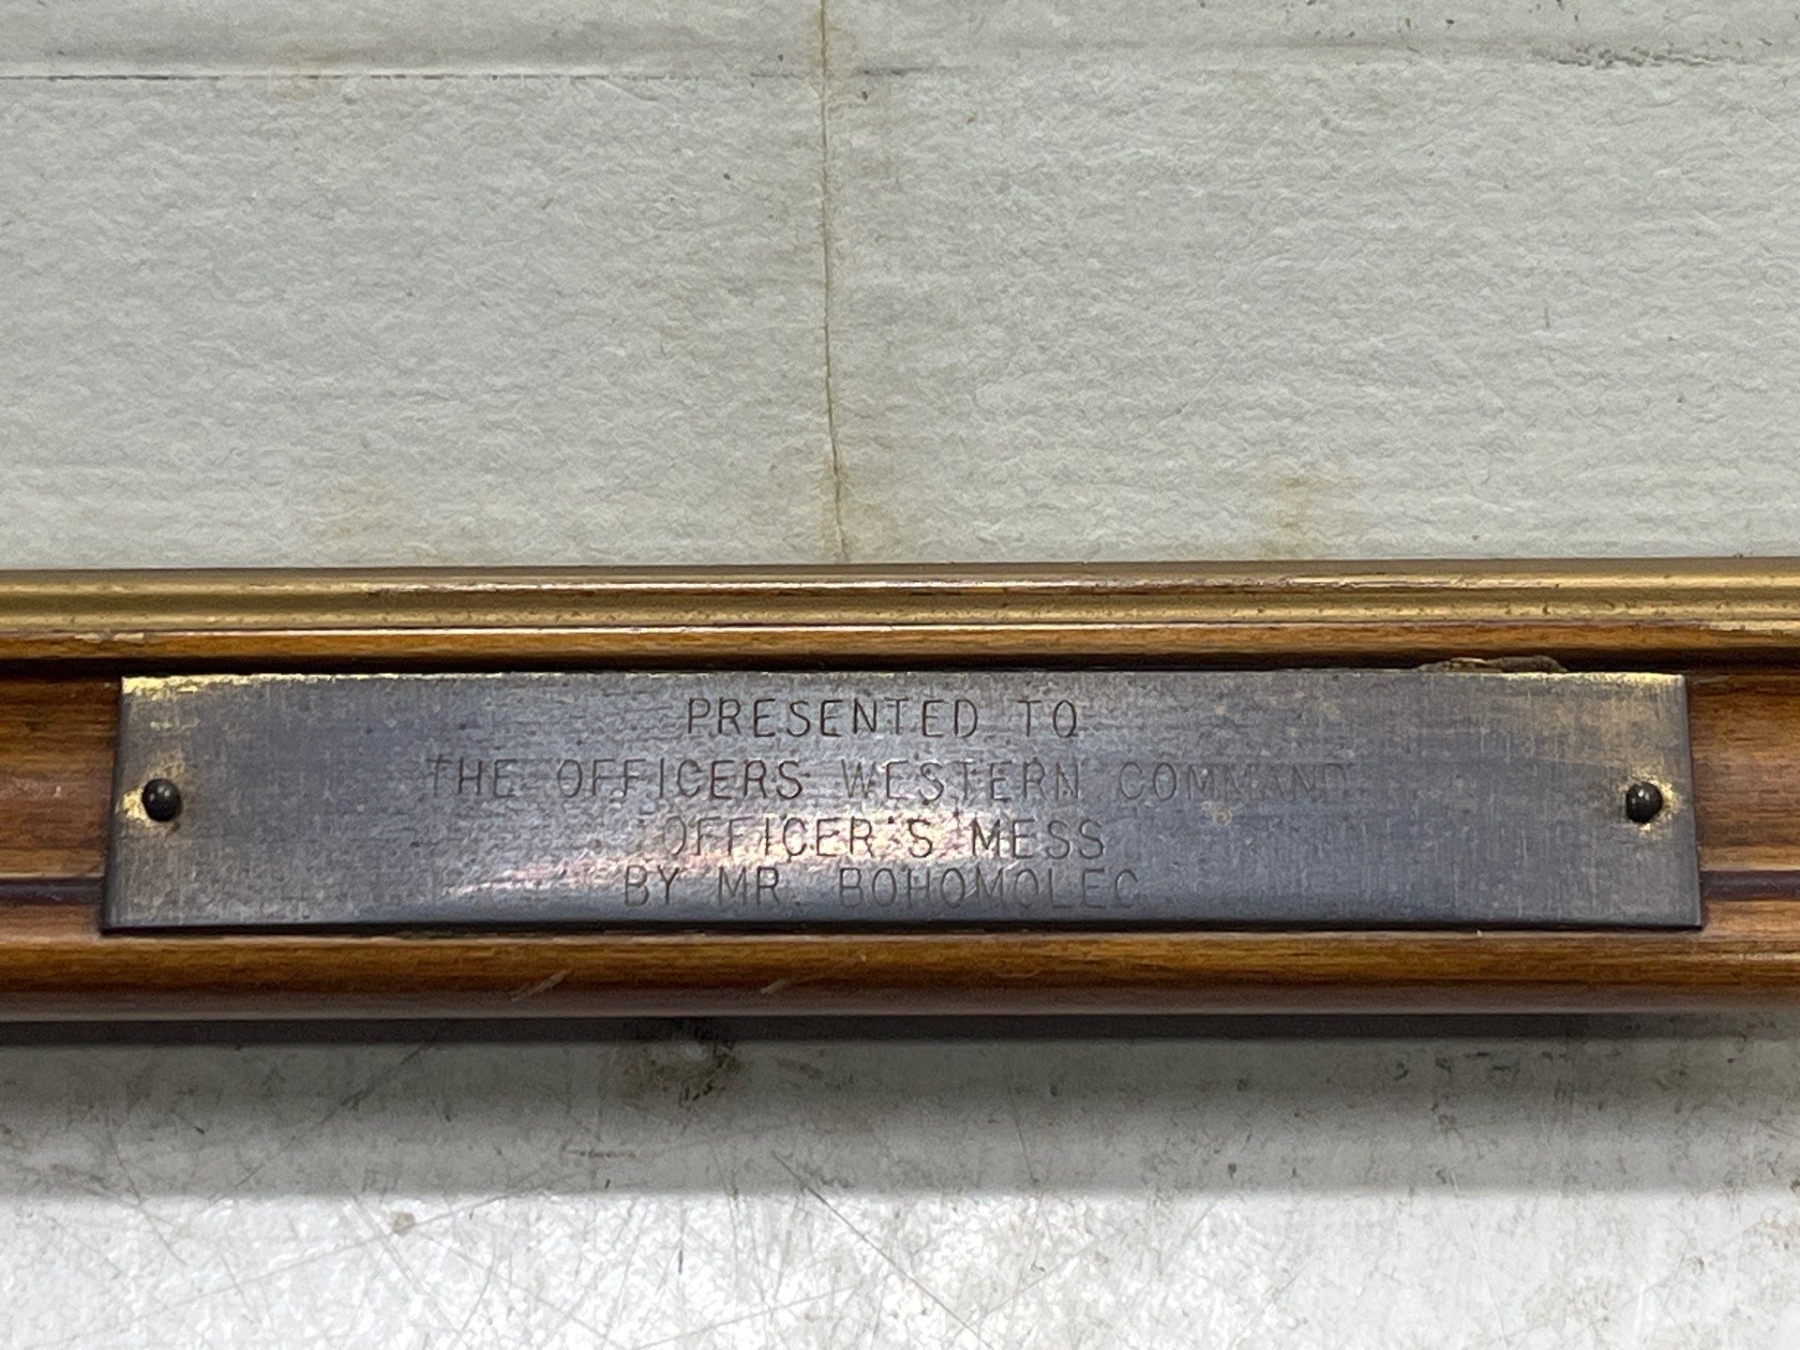 PRESENTED TO
THE OFFICERS WESTERN COMMAND
OFFICER'S MESS
BY MR. BOHOMOLEC